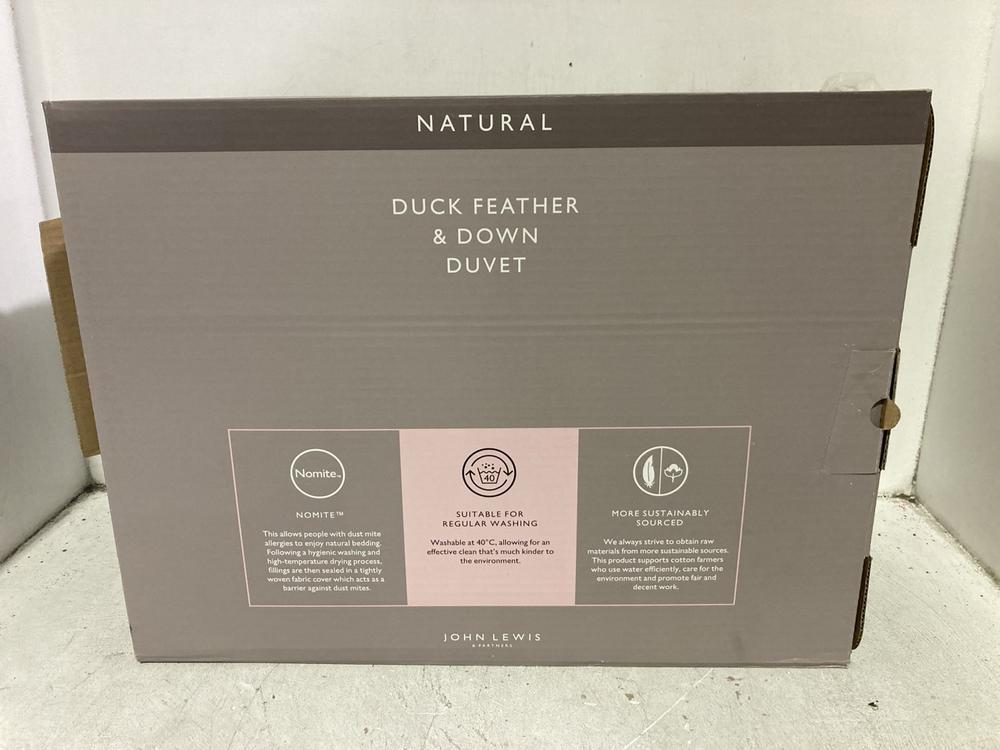 NATURAL
DUCK FEATHER
& DOWN
DUVET
Nomite™
NOMITE™
This allows people with dust mite
allergies to enjoy natural bedding.
Following a hygienic washing and
high-temperature drying process,
fillings are then sealed in a tightly
woven fabric cover which acts as a
barrier against dust mites.
40
SUITABLE FOR
REGULAR WASHING
Washable at 40°C, allowing for an
effective clean that's much kinder to
the environment.
MORE SUSTAINABLY
SOURCED
We always strive to obtain raw
materials from more sustainable sources.
This product supports cotton farmers
who use water efficiently, care for the
environment and promote fair and
decent work.
JOHN LEWIS
& PARTNERS